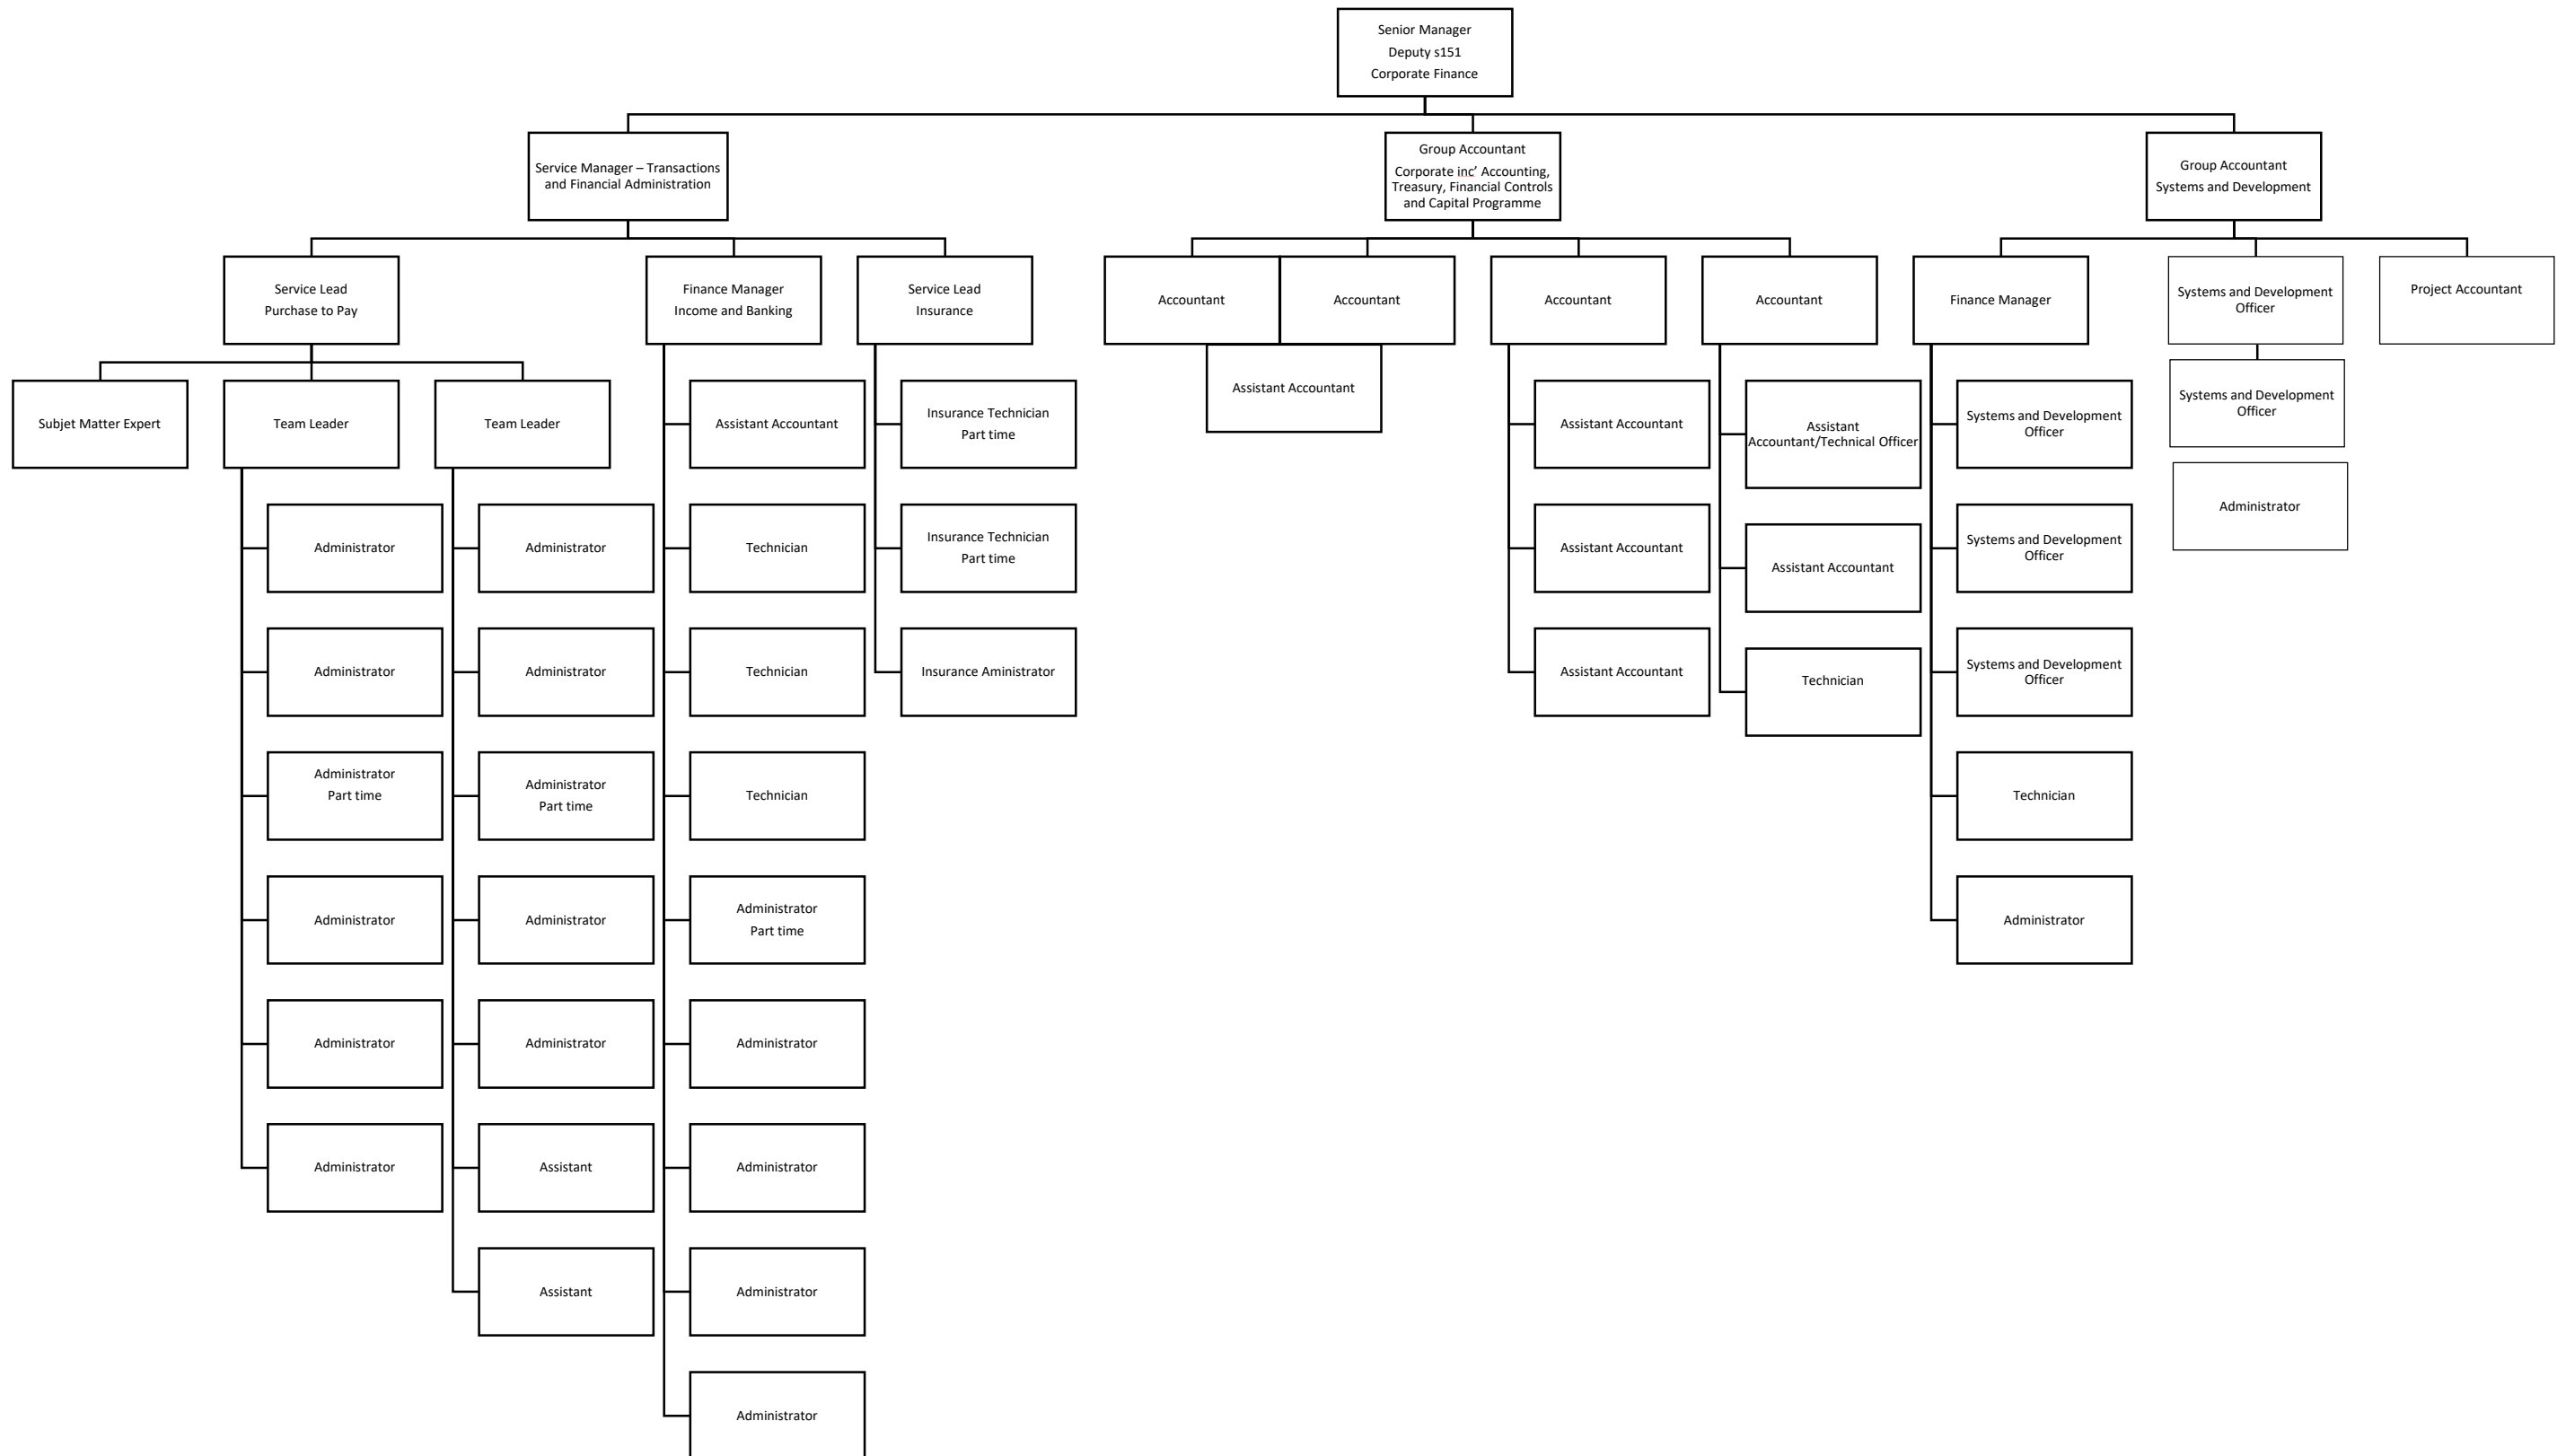 Senior Manager
Deputy s151
Corporate Finance
Service Manager – Transactions
and Financial Administration
Group Accountant
Corporate inc’ Accounting,
Treasury, Financial Controls
and Capital Programme
Group Accountant
Systems and Development
Service Lead
Purchase to Pay
Finance Manager
Income and Banking
Service Lead
Insurance
Accountant
Accountant
Accountant
Accountant
Finance Manager
Systems and Development
Officer
Project Accountant
Subjet Matter Expert
Team Leader
Team Leader
Assistant Accountant
Insurance Technician
Part time
Assistant Accountant
Assistant Accountant
Assistant
Accountant/Technical Officer
Systems and Development
Officer
Systems and Development
Officer
Administrator
Administrator
Technician
Insurance Technician
Part time
Assistant Accountant
Assistant Accountant
Systems and Development
Officer
Administrator
Administrator
Administrator
Technician
Insurance Aministrator
Assistant Accountant
Technician
Systems and Development
Officer
Administrator
Part time
Administrator
Part time
Technician
Technician
Administrator
Administrator
Administrator
Part time
Administrator
Administrator
Administrator
Administrator
Administrator
Assistant
Administrator
Assistant
Administrator
Administrator